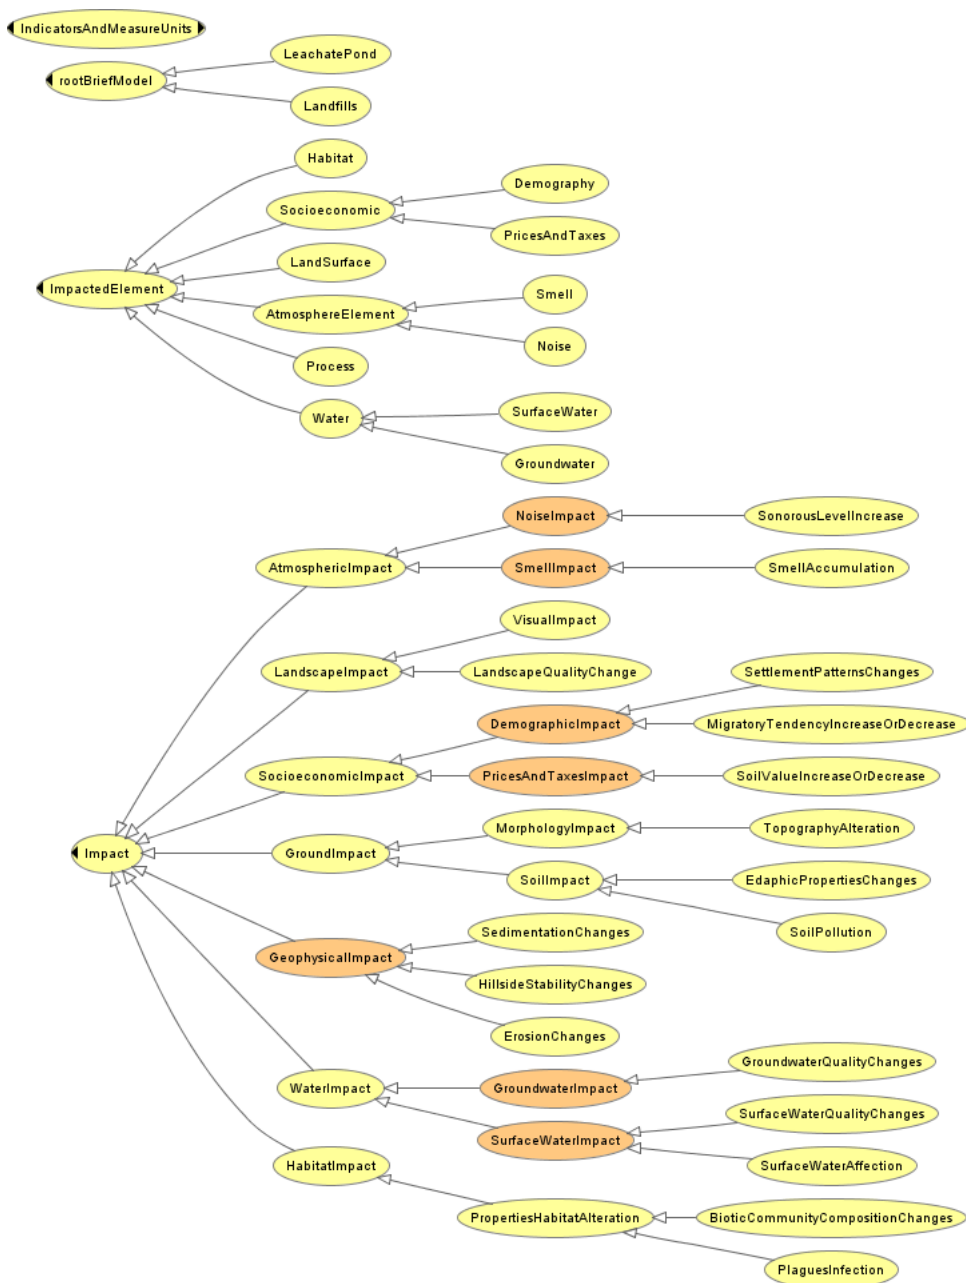 IndicatorsAndMeasureUnits
LeachatePond
rootBriefModel
Landfills
Habitat
Demography
Socioeconomic
PricesAndTaxes
LandSurface
ImpactedElement
Smell
AtmosphereElement
Noise
Process
SurfaceWater
Water
Groundwater
NoiseImpact
SonorousLevelIncrease
AtmosphericImpact
SmellImpact
SmellAccumulation
VisualImpact
LandscapeImpact
LandscapeQualityChange
SettlementPatternsChanges
DemographicImpact
MigratoryTendencyIncreaseOrDecrease
SocioeconomicImpact
PricesAndTaxesImpact
SoilValueIncreaseOrDecrease
MorphologyImpact
TopographyAlteration
Impact
GroundImpact
SoilImpact
EdaphicPropertiesChanges
SoilPollution
SedimentationChanges
GeophysicalImpact
HillsideStabilityChanges
ErosionChanges
GroundwaterQualityChanges
WaterImpact
GroundwaterImpact
SurfaceWaterQualityChanges
SurfaceWaterImpact
SurfaceWaterAffection
HabitatImpact
PropertiesHabitatAlteration
BioticCommunityCompositionChanges
PlaguesInfection